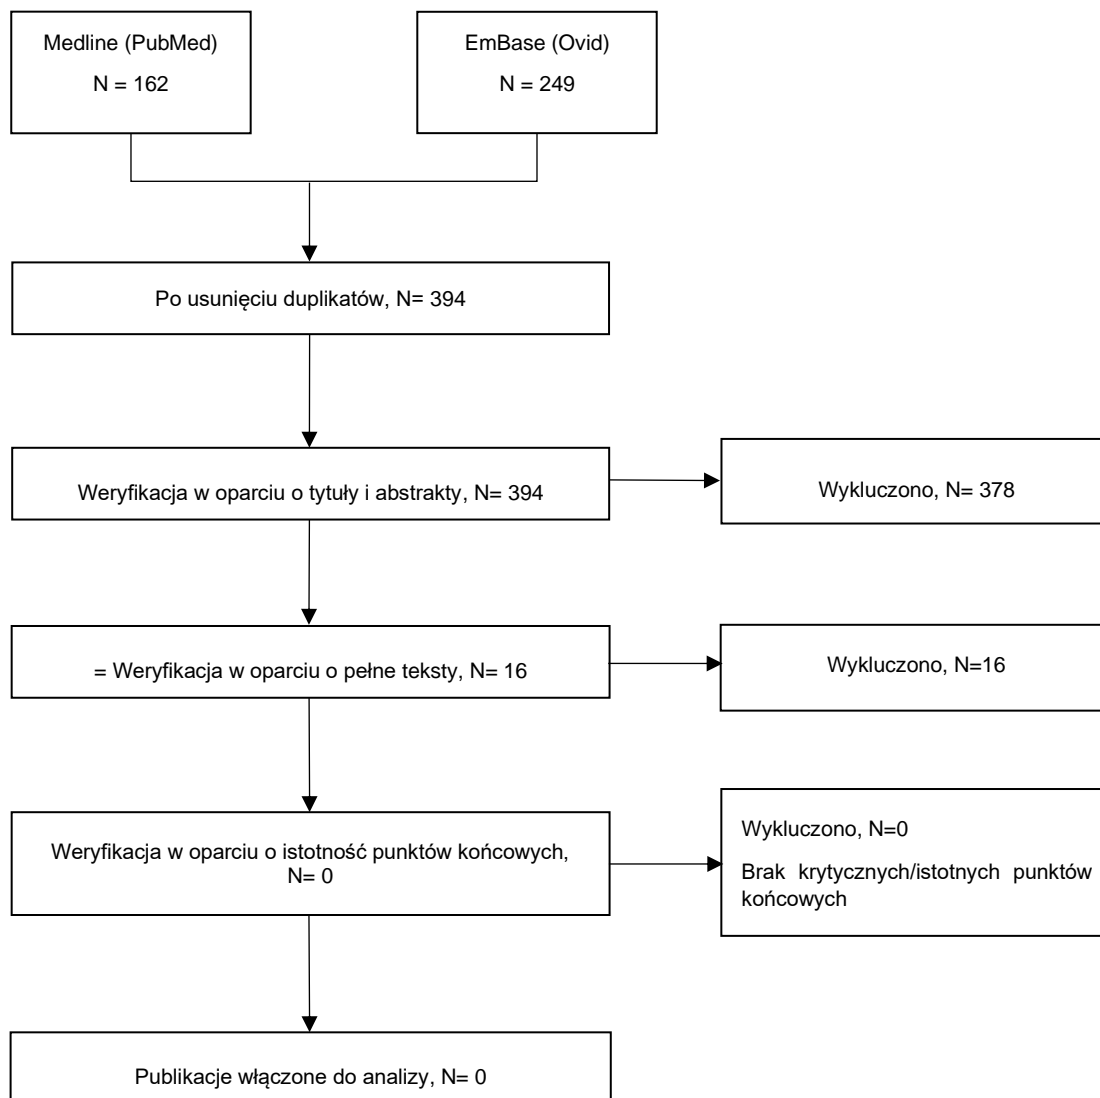 Medline (PubMed)
N = 162
EmBase (Ovid)
N = 249
Po usunięciu duplikatów, N= 394
Weryfikacja w oparciu o tytuły i abstrakty, N= 394
Wykluczono, N= 378
= Weryfikacja w oparciu o pełne teksty, N= 16
Wykluczono, N=16
Weryfikacja w oparciu o istotność punktów końcowych,
N= 0
Wykluczono, N=0
Brak krytycznych/istotnych punktów
końcowych
Publikacje włączone do analizy, N= 0